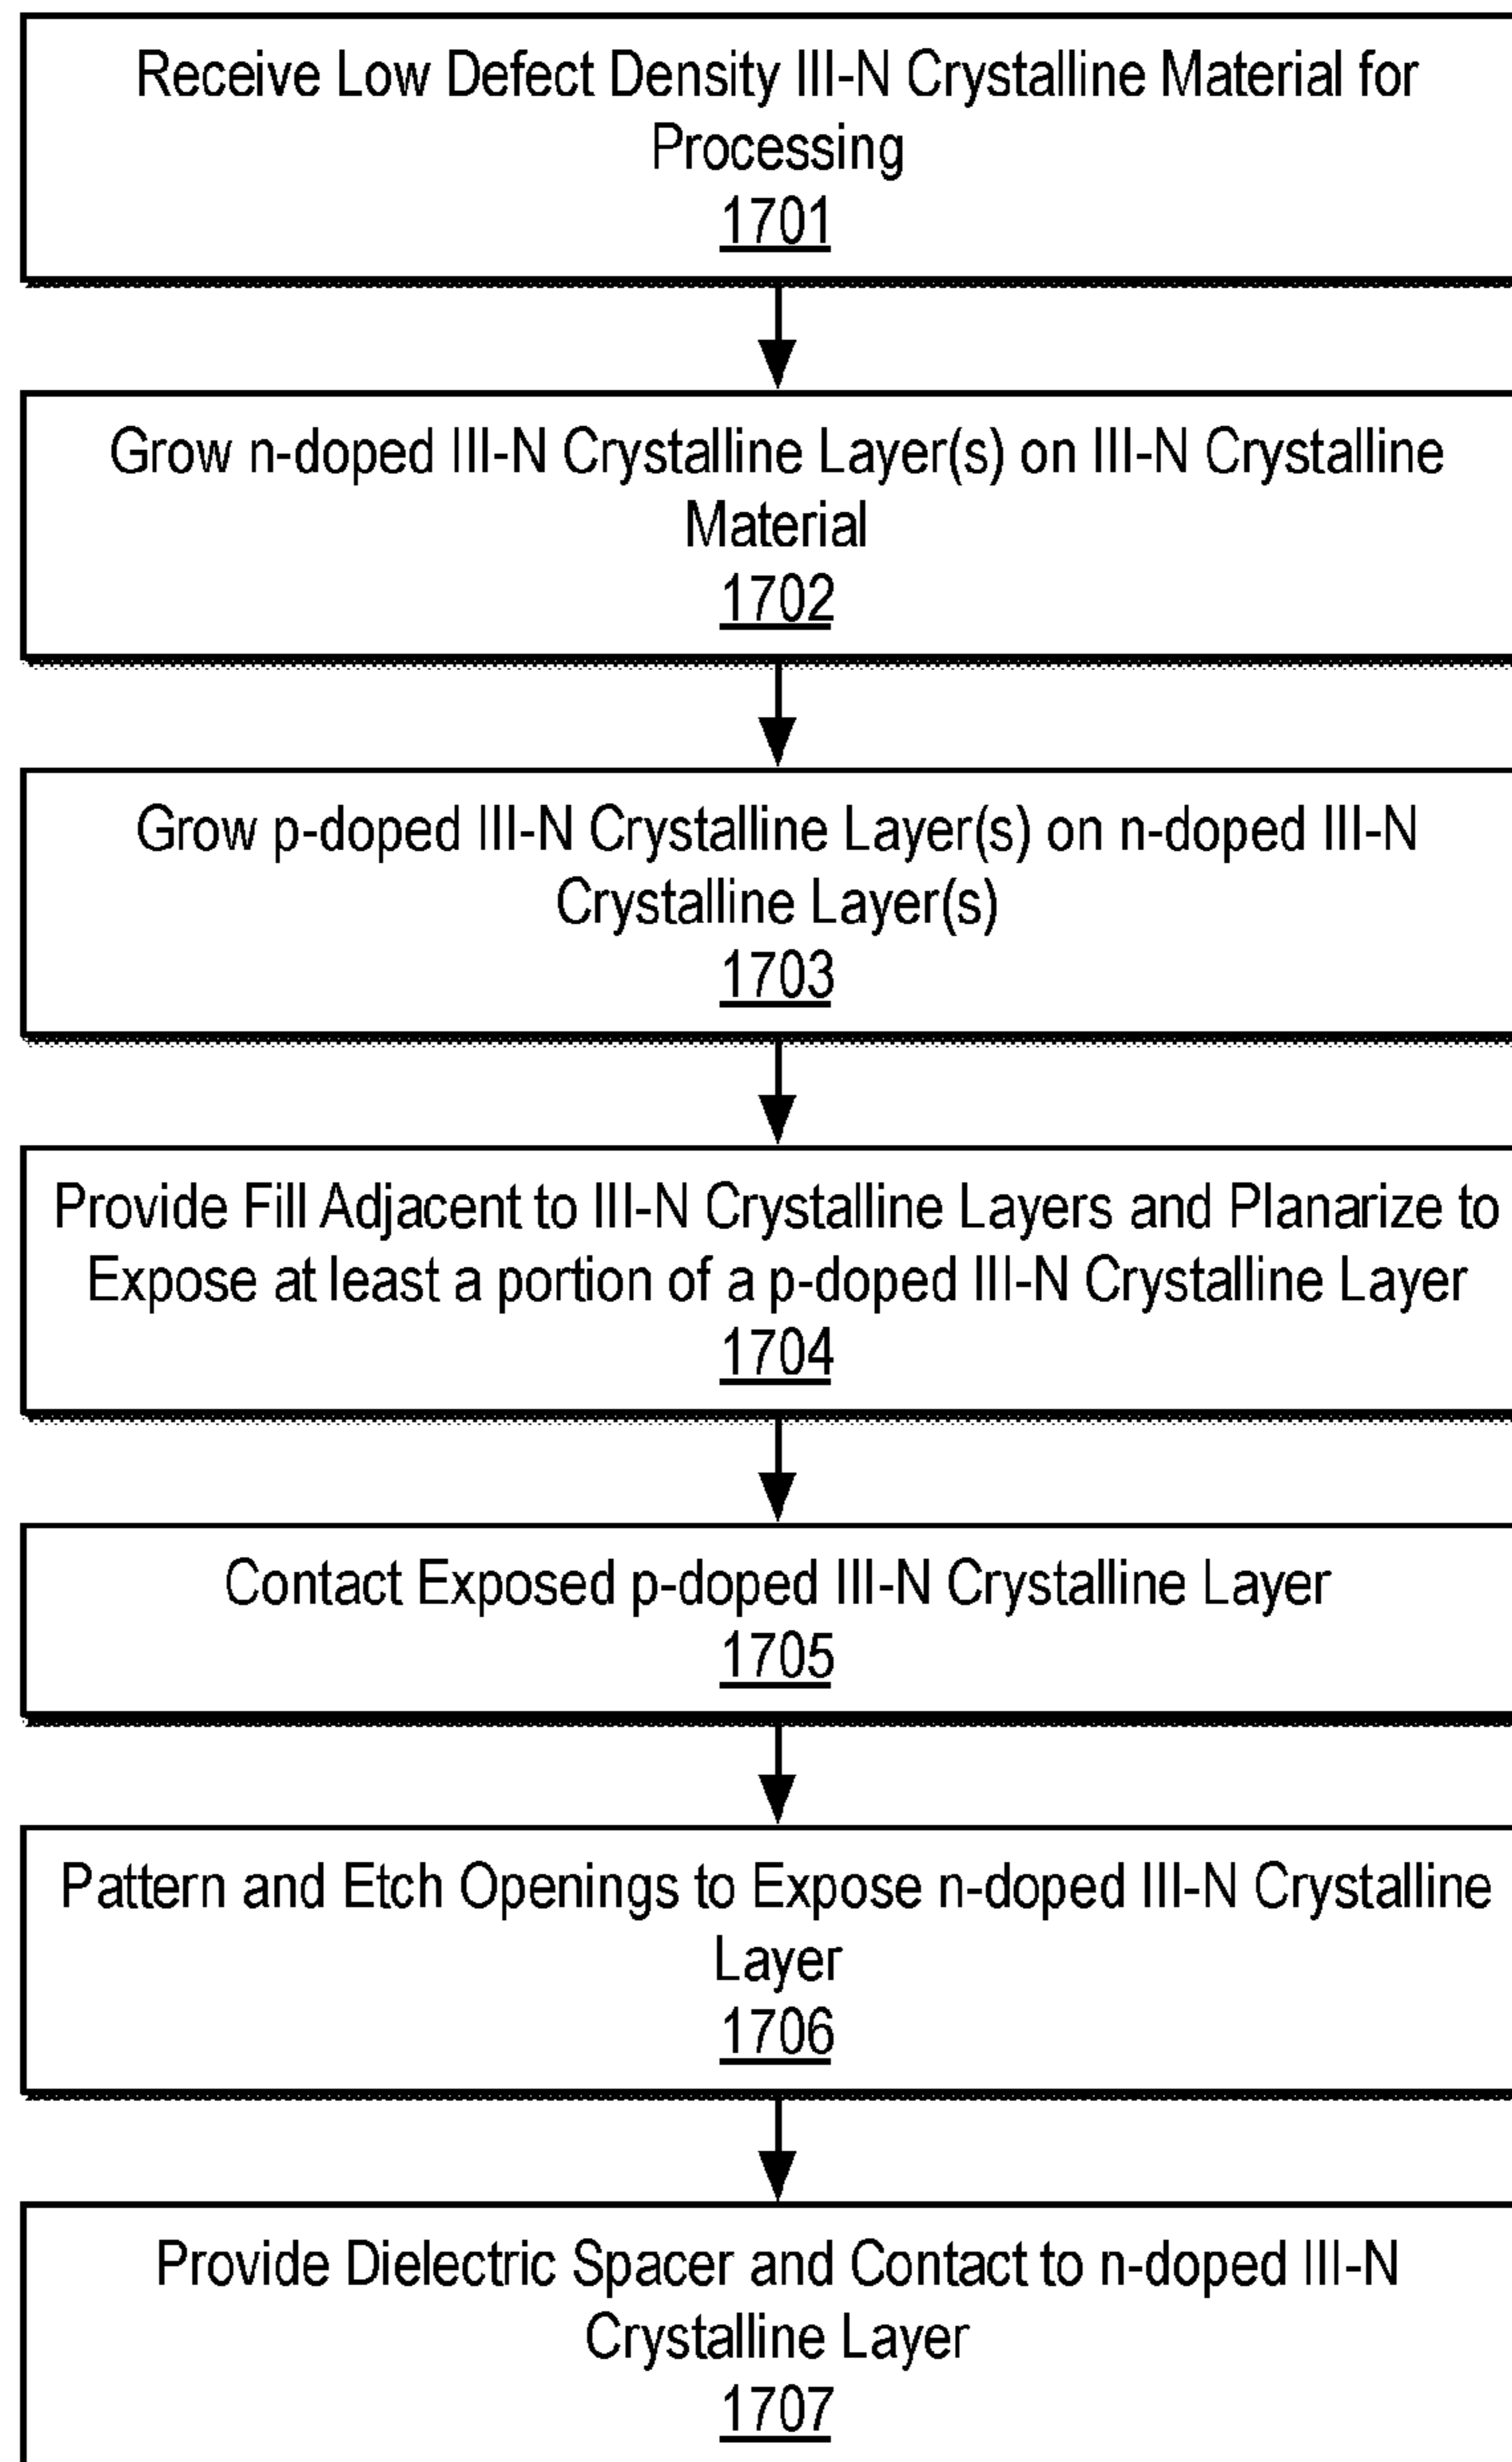 Receive Low Defect Density III-N Crystalline Material for
Processing
1701
Grow n-doped III-N Crystalline Layer(s) on III-N Crystalline
Material
1702
Grow p-doped III-N Crystalline Layer(s) on n-doped III-N
Crystalline Layer(s)
1703
Provide Fill Adjacent to III-N Crystalline Layers and Planarize to
Expose at least a portion of a p-doped III-N Crystalline Layer
1704
Contact Exposed p-doped III-N Crystalline Layer
1705
Pattern and Etch Openings to Expose n-doped III-N Crystalline
Layer
1706
Provide Dielectric Spacer and Contact to n-doped III-N
Crystalline Layer
1707